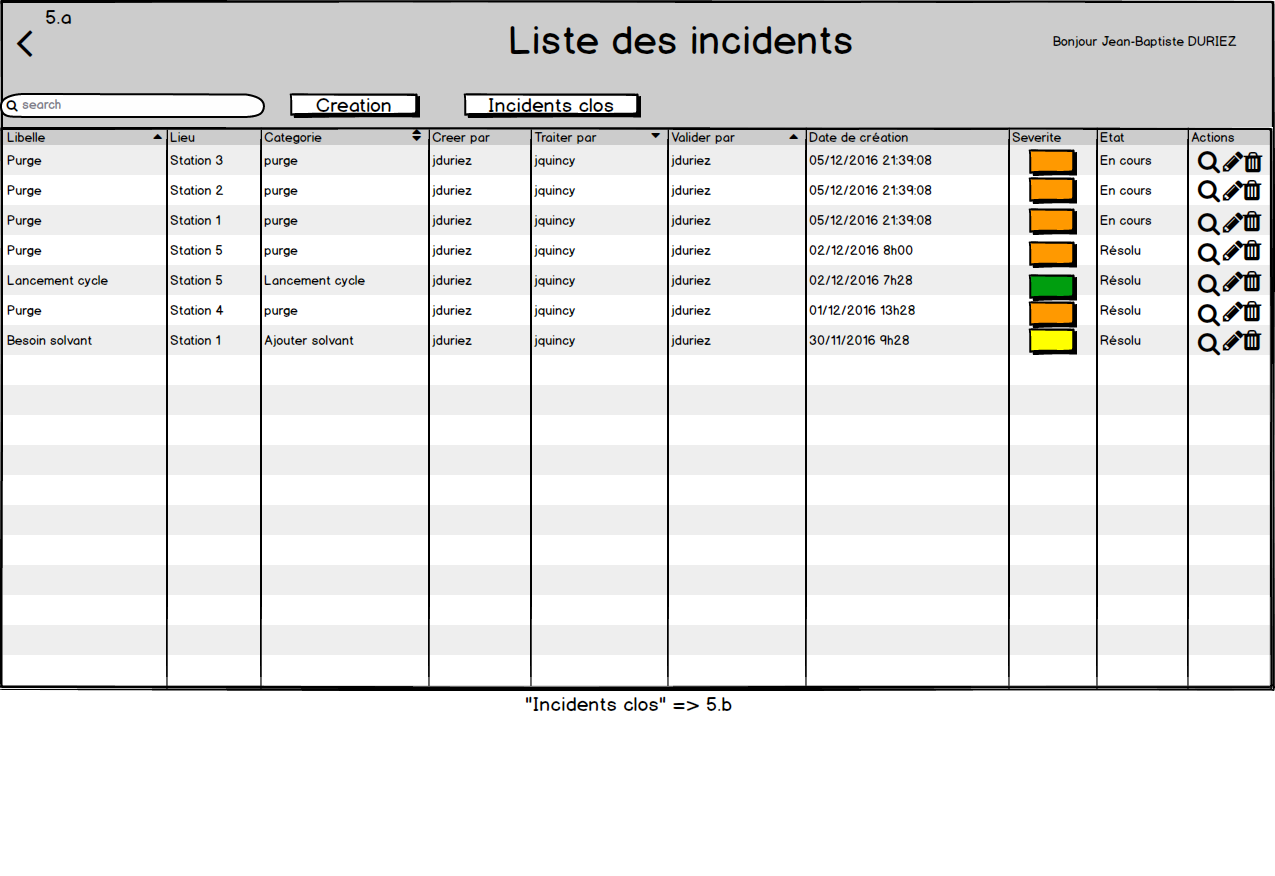 5.a
Liste des incidents
Bonjour Jean-Baptiste DURIEZ
search
Creation
Incidents clos
Libelle Lieu Categorie Creer par Traiter par Valider par Date de création Severite Etat Actions
Purge Station 3 purge jduriez jquincy jduriez 05/12/2016 21:39:08 En cours
Purge Station 2 purge jduriez jquincy jduriez 05/12/2016 21:39:08 En cours
Purge Station 1 purge jduriez jquincy jduriez 05/12/2016 21:39:08 En cours
Purge Station 5 purge jduriez jquincy jduriez 02/12/2016 8h00 Résolu
Lancement cycle Station 5 Lancement cycle jduriez jquincy jduriez 02/12/2016 7h28 Résolu
Purge Station 4 purge jduriez jquincy jduriez 01/12/2016 13h28 Résolu
Besoin solvant Station 1 Ajouter solvant jduriez jquincy jduriez 30/11/2016 9h28 Résolu
"Incidents clos" => 5.b